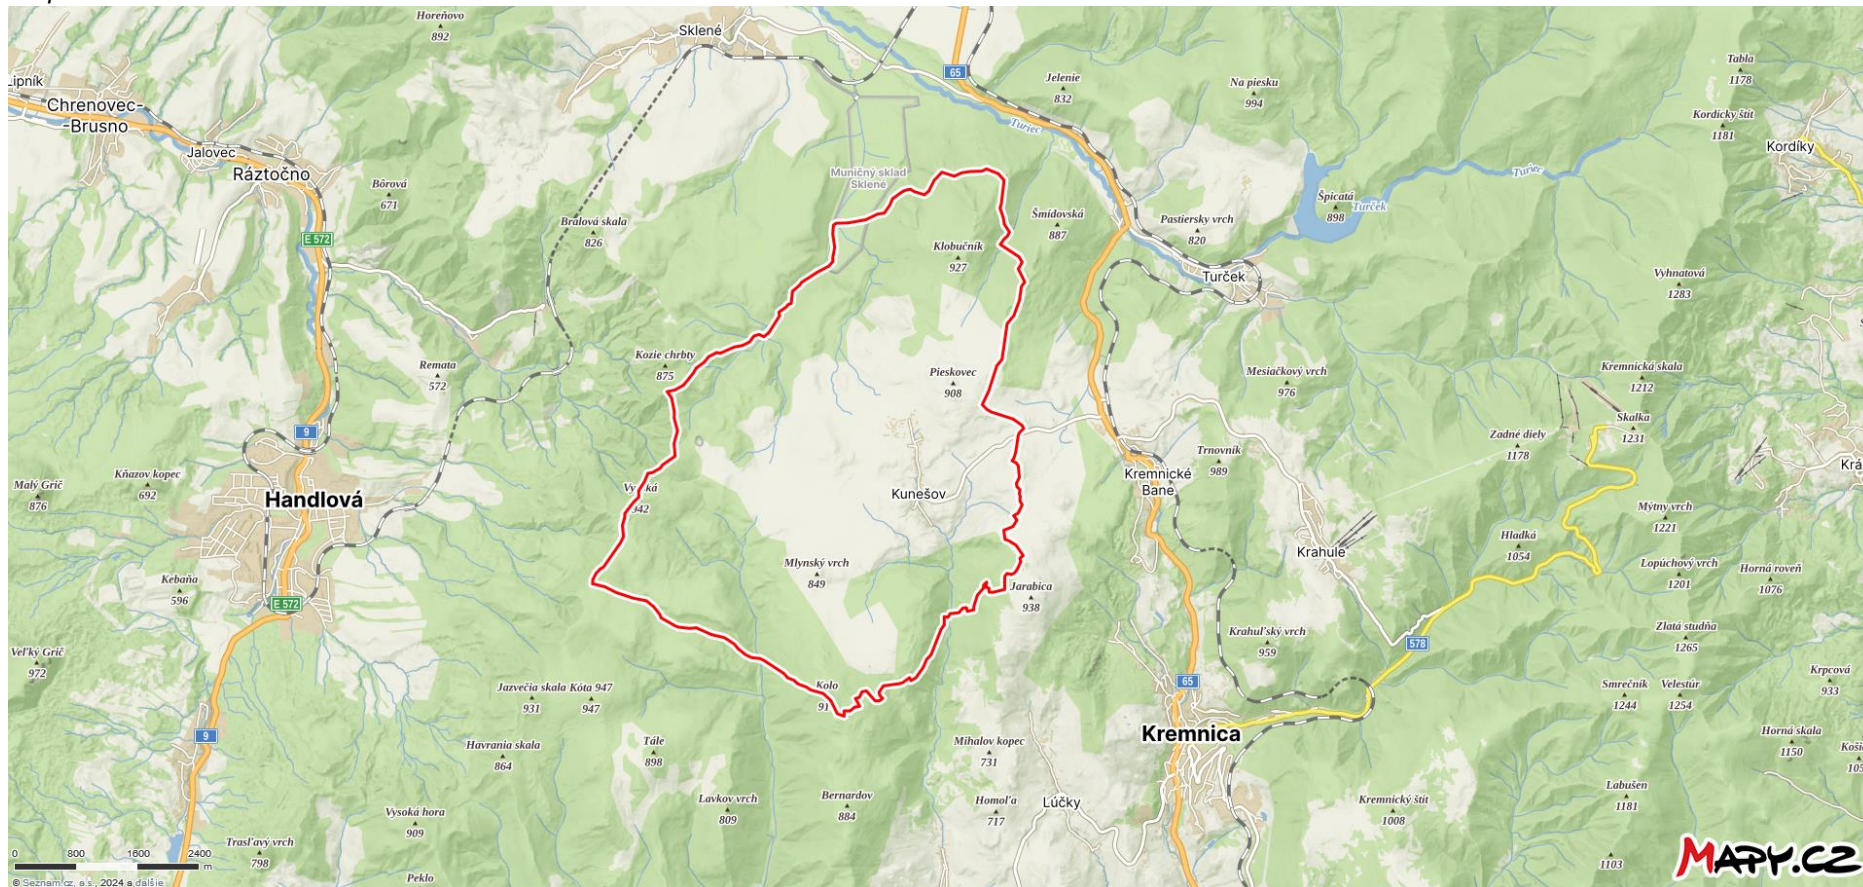 Horeňovo
892
Sklené
65
Jelenie
832
Na piesku
994
Tabla
1178
Lipník
Chrenovec-
-Brusno
Kordícky štít
1181
Kordíky
Turiec
Jalovec
Ráztočno
Muničný sklad
Sklené
Turiec
Bôrová
671
Špicatá
898
Turček
Brálová skala
826
Šmídovská
887
Pastiersky vrch
820
E 572
Klobučník
927
Turček
Vyhnatová
1283
Kozie chrbty
875
Remata
572
Pieskovec
908
Mesiačkový vrch
976
Kremnická skala
1212
Skalka
1231
9
Zadné diely
1178
Trnovník
989
Kňazov kopec
692
Malý Grič
876
Kremnické
Bane
Handlová
Kunešov
Mýtny vrch
1221
Hladká
1054
Krahule
Mlynský vrch
849
Lopúchový vrch
1201
Horná roveň
1076
Kebaňa
596
Jarabica
938
E 572
Zlatá studňa
1265
Krahuľský vrch
959
578
Veľký Grič
972
Krpcová
933
65
Jazvečia skala
931
Kóta 947
947
Kolo
Smrečník
1244
Velestúr
1254
9
Kremnica
Havrania skala
864
Tále
898
Mihalov kopec
731
Horná skala
1150
Lavkov vrch
809
Bernardov
884
Homoľa
717
Lúčky
Labušen
1181
Vysoká hora
909
Kremnický štít
1008
Trasľavý vrch
798
Peklo
1103
0 800 1600 2400
m
MAPY.CZ
© Seznam.cz, a.s., 2024 a ďalšie